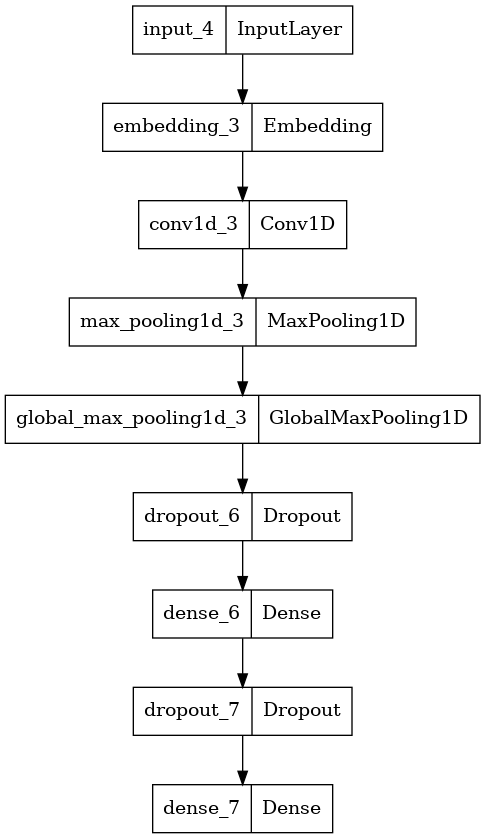 input_4 InputLayer
embedding_3 Embedding
conv1d_3 Conv1D
max_pooling1d_3 MaxPooling1D
global_max_pooling1d_3 GlobalMaxPooling1D
dropout_6 Dropout
dense_6 Dense
dropout_7 Dropout
dense_7 Dense